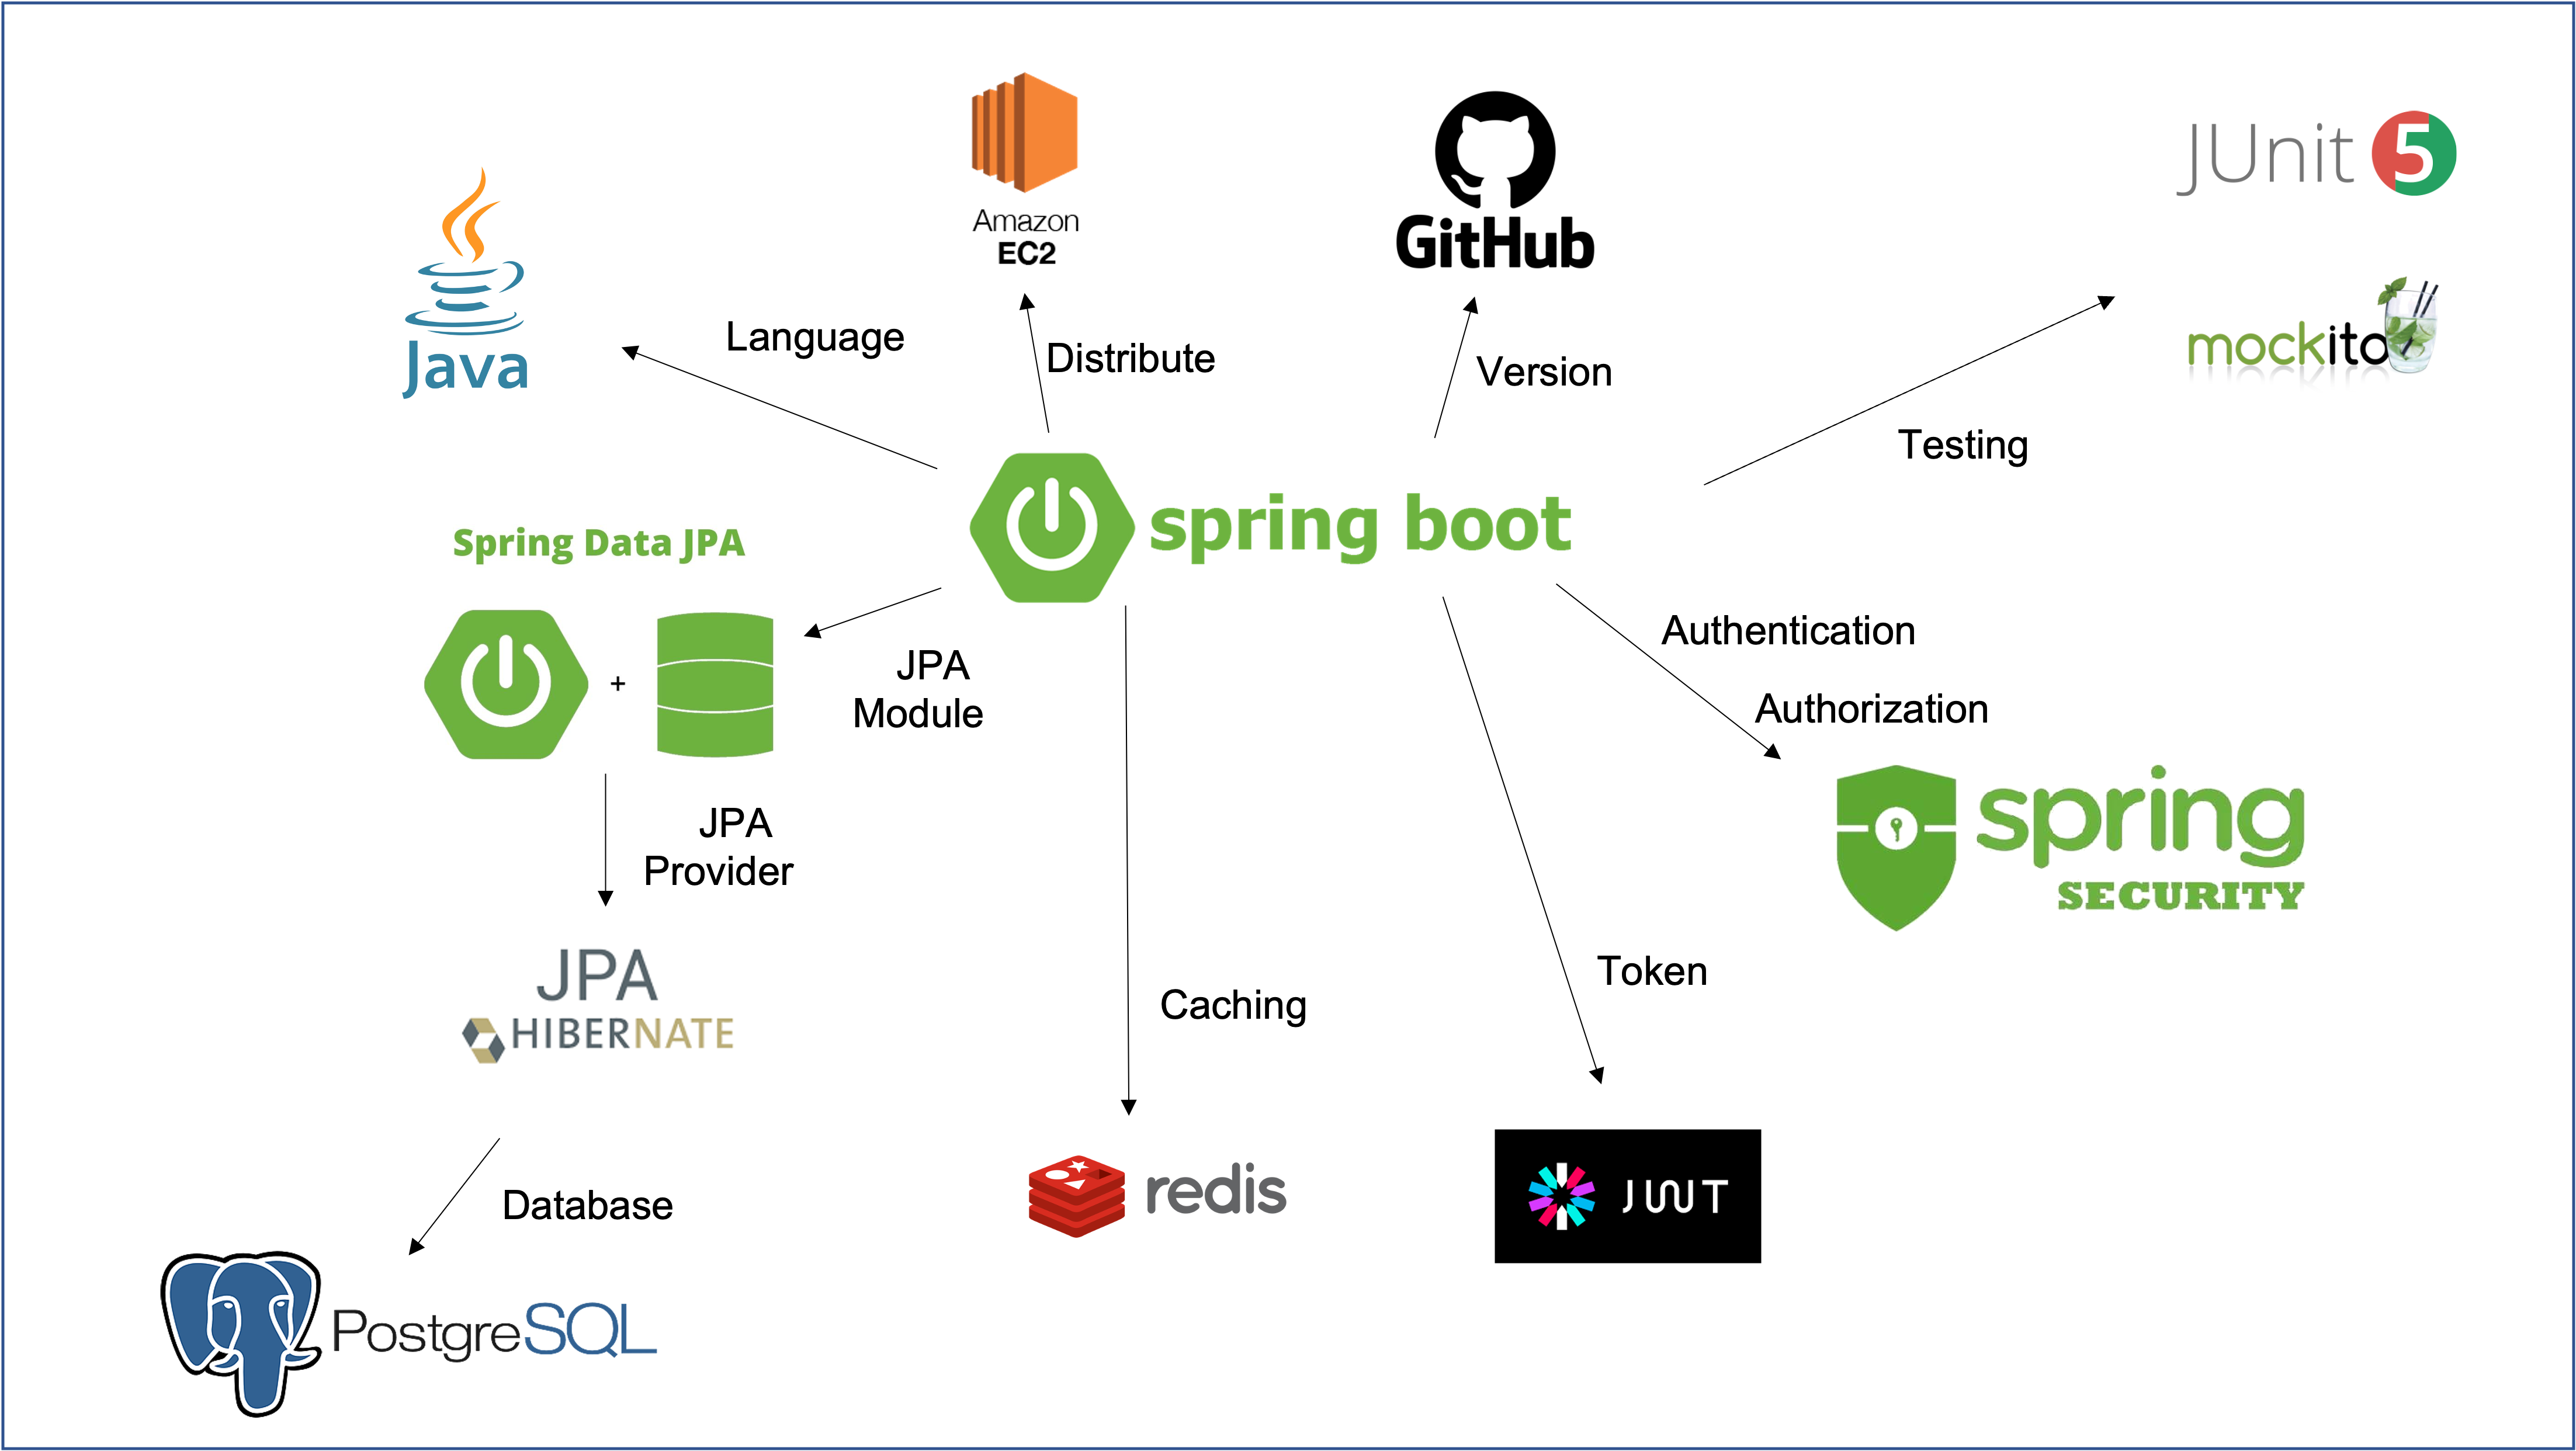 Amazon
EC2
GitHub
JUnit 5
Java
mockito
Language
Distribute
Version
Testing
spring boot
Spring Data JPA
+
JPA
Module
Authentication
Authorization
JPA
Provider
spring
SECURITY
JPA
HIBERNATE
Caching
Token
Database
redis
JWT
PostgreSQL